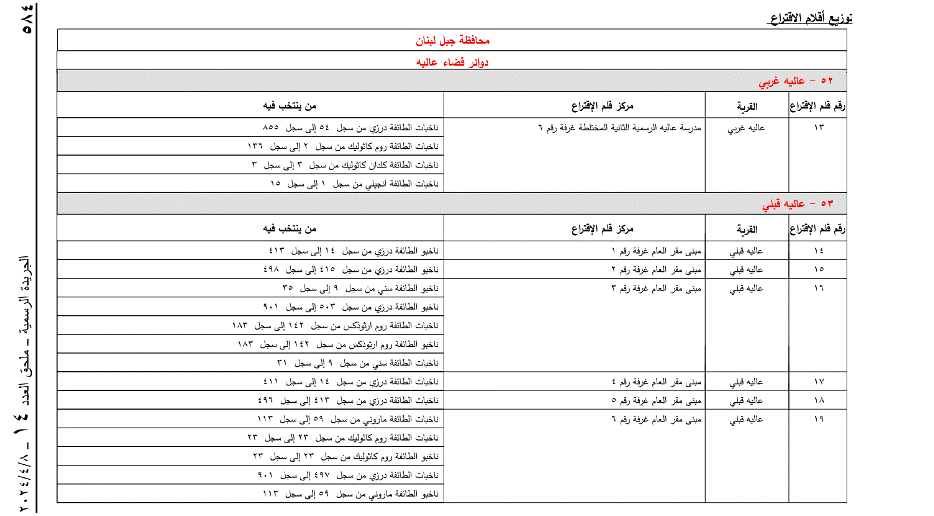 توزيع أقلام الاقتراع
محافظة جبل لبنان
دوائر قضاء عاليه
٥٢ - عاليه غربي
رقم قلم الإقتراع القرية مركز قلم الإقتراع من ينتخب فيه
١٣ عاليه غربي مدرسة عاليه الرسمية الثانية المختلطة غرفة رقم ٦ ناخبات الطائفة درزي من سجل ٥٤ إلى سجل ٨٥٥
ناخبات الطائفة روم كاثوليك من سجل ٢ إلى سجل ١٣٦
ناخبات الطائفة كلدان كاثوليك من سجل ٣ إلى سجل ٣
ناخبات الطائفة انجيلي من سجل ١ إلى سجل ١٥
٥٣ - عاليه قبلي
رقم قلم الإقتراع القرية مركز قلم الإقتراع من ينتخب فيه
١٤ عاليه قبلي مبنى مقر العام غرفة رقم ١ ناخبو الطائفة درزي من سجل ١٤ إلى سجل ٤١٣
١٥ عاليه قبلي مبنى مقر العام غرفة رقم ٢ ناخبو الطائفة درزي من سجل ٤١٥ إلى سجل ٤٩٨
١٦ عاليه قبلي مبنى مقر العام غرفة رقم ٣ ناخبو الطائفة سني من سجل ٩ إلى سجل ٣٥
ناخبو الطائفة درزي من سجل ٥٠٣ إلى سجل ٩٠١
ناخبات الطائفة روم ارثوذكس من سجل ١٤٢ إلى سجل ١٨٣
ناخبو الطائفة روم ارثوذكس من سجل ١٤٢ إلى سجل ١٨٣
ناخبات الطائفة سني من سجل ٩ إلى سجل ٣١
١٧ عاليه قبلي مبنى مقر العام غرفة رقم ٤ ناخبات الطائفة درزي من سجل ١٤ إلى سجل ٤١١
١٨ عاليه قبلي مبنى مقر العام غرفة رقم ٥ ناخبات الطائفة درزي من سجل ٤١٣ إلى سجل ٤٩٦
١٩ عاليه قبلي مبنى مقر العام غرفة رقم ٦ ناخبات الطائفة ماروني من سجل ٥٩ إلى سجل ١١٣
ناخبات الطائفة روم كاثوليك من سجل ٢٣ إلى سجل ٢٣
ناخبو الطائفة روم كاثوليك من سجل ٢٣ إلى سجل ٢٣
ناخبات الطائفة درزي من سجل ٤٩٧ إلى سجل ٩٠١
ناخبو الطائفة ماروني من سجل ٥٩ إلى سجل ١١٣
٥٨٤
الجريدة الرسمية - ملحق العدد ١٤ - ٢٠٢٤/٤/٨